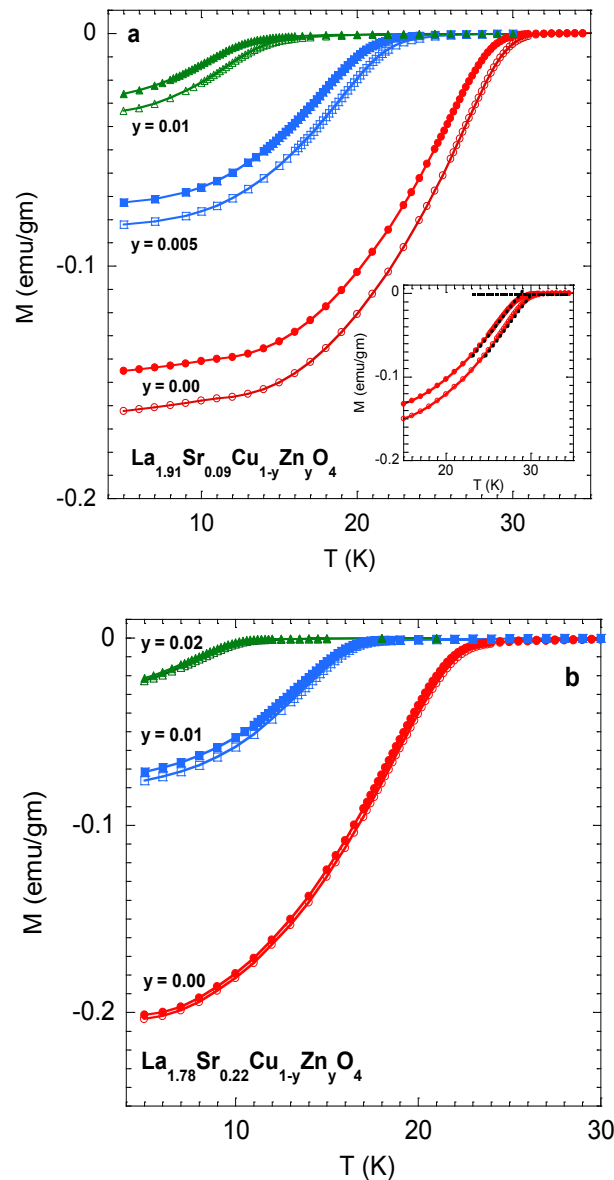 a
0
-0.1
-0.2
M (emu/gm)
y = 0.01
y = 0.005
y = 0.00
La1.91Sr0.09Cu1-yZnyO4
10
20
30
T (K)
0
-0.1
-0.2
M (emu/gm)
20
30
T (K)
b
0
-0.1
-0.2
M (emu/gm)
y = 0.02
y = 0.01
y = 0.00
La1.78Sr0.22Cu1-yZnyO4
10
20
30
T (K)